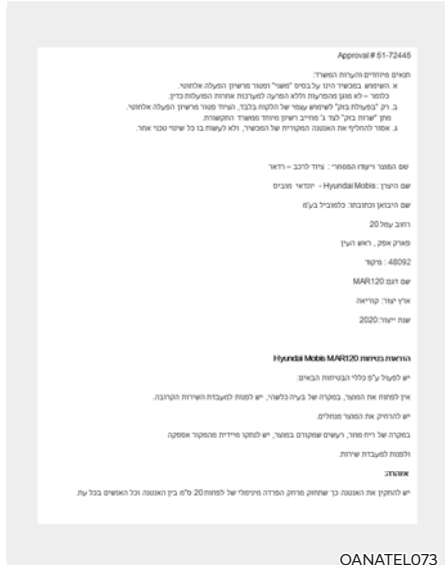 Approval # 51-72445
תנאים מיוחדים והערות המשרד:
א. השימוש במכשיר הינו על בסיס "משני" ופטור מרשיון הפעלה אלחוטי.
כלומר – לא מוגן מהפרעות וללא הפרעה למערכות אחרות הפועלות כדין.
ב. רק "בפעולת בזק" לשימוש עצמי של הלקוח בלבד, הציוד פטור מרשיון הפעלה אלחוטי.
מתן "שרות בזק" לצד ג' מחייב רשיון מיוחד ממשרד התקשורת.
ג. אסור להחליף את האנטנה המקורית של המכשיר, ולא לעשות בו כל שינוי טכני אחר.
שם המוצר וייעודו המסחרי : ציוד לרכב – רדאר
שם היצרן : Hyundai Mobis - יונדאי מוביס
שם היבואן וכתובתו: כלמוביל בע"מ
רחוב עמל 20
פארק אפק , ראש העין
48092 : מיקוד
שם דגם: MAR120
ארץ יצור: קוריאה
שנת ייצור: 2020
הוראות בטיחות Hyundai Mobis MAR120
יש לפעול ע"פ כללי הבטיחות הבאים:
אין לפתוח את המוצר, במקרה של בעיה כלשהי, יש לפנות למעבדת השירות הקרובה.
יש להרחיק את המוצר מנוזלים.
במקרה של ריח מוזר, רעשים שמקורם במוצר, יש לנתקו מיידית מהמקור אספקה
ולפנות למעבדת שירות.
אזהרה:
יש להתקין את האנטנה כך שתחזק מרחק הפרדה מינימלי של לפחות 20 ס"מ בין האנטנה וכל האנשים בכל עת.
OANATEL073